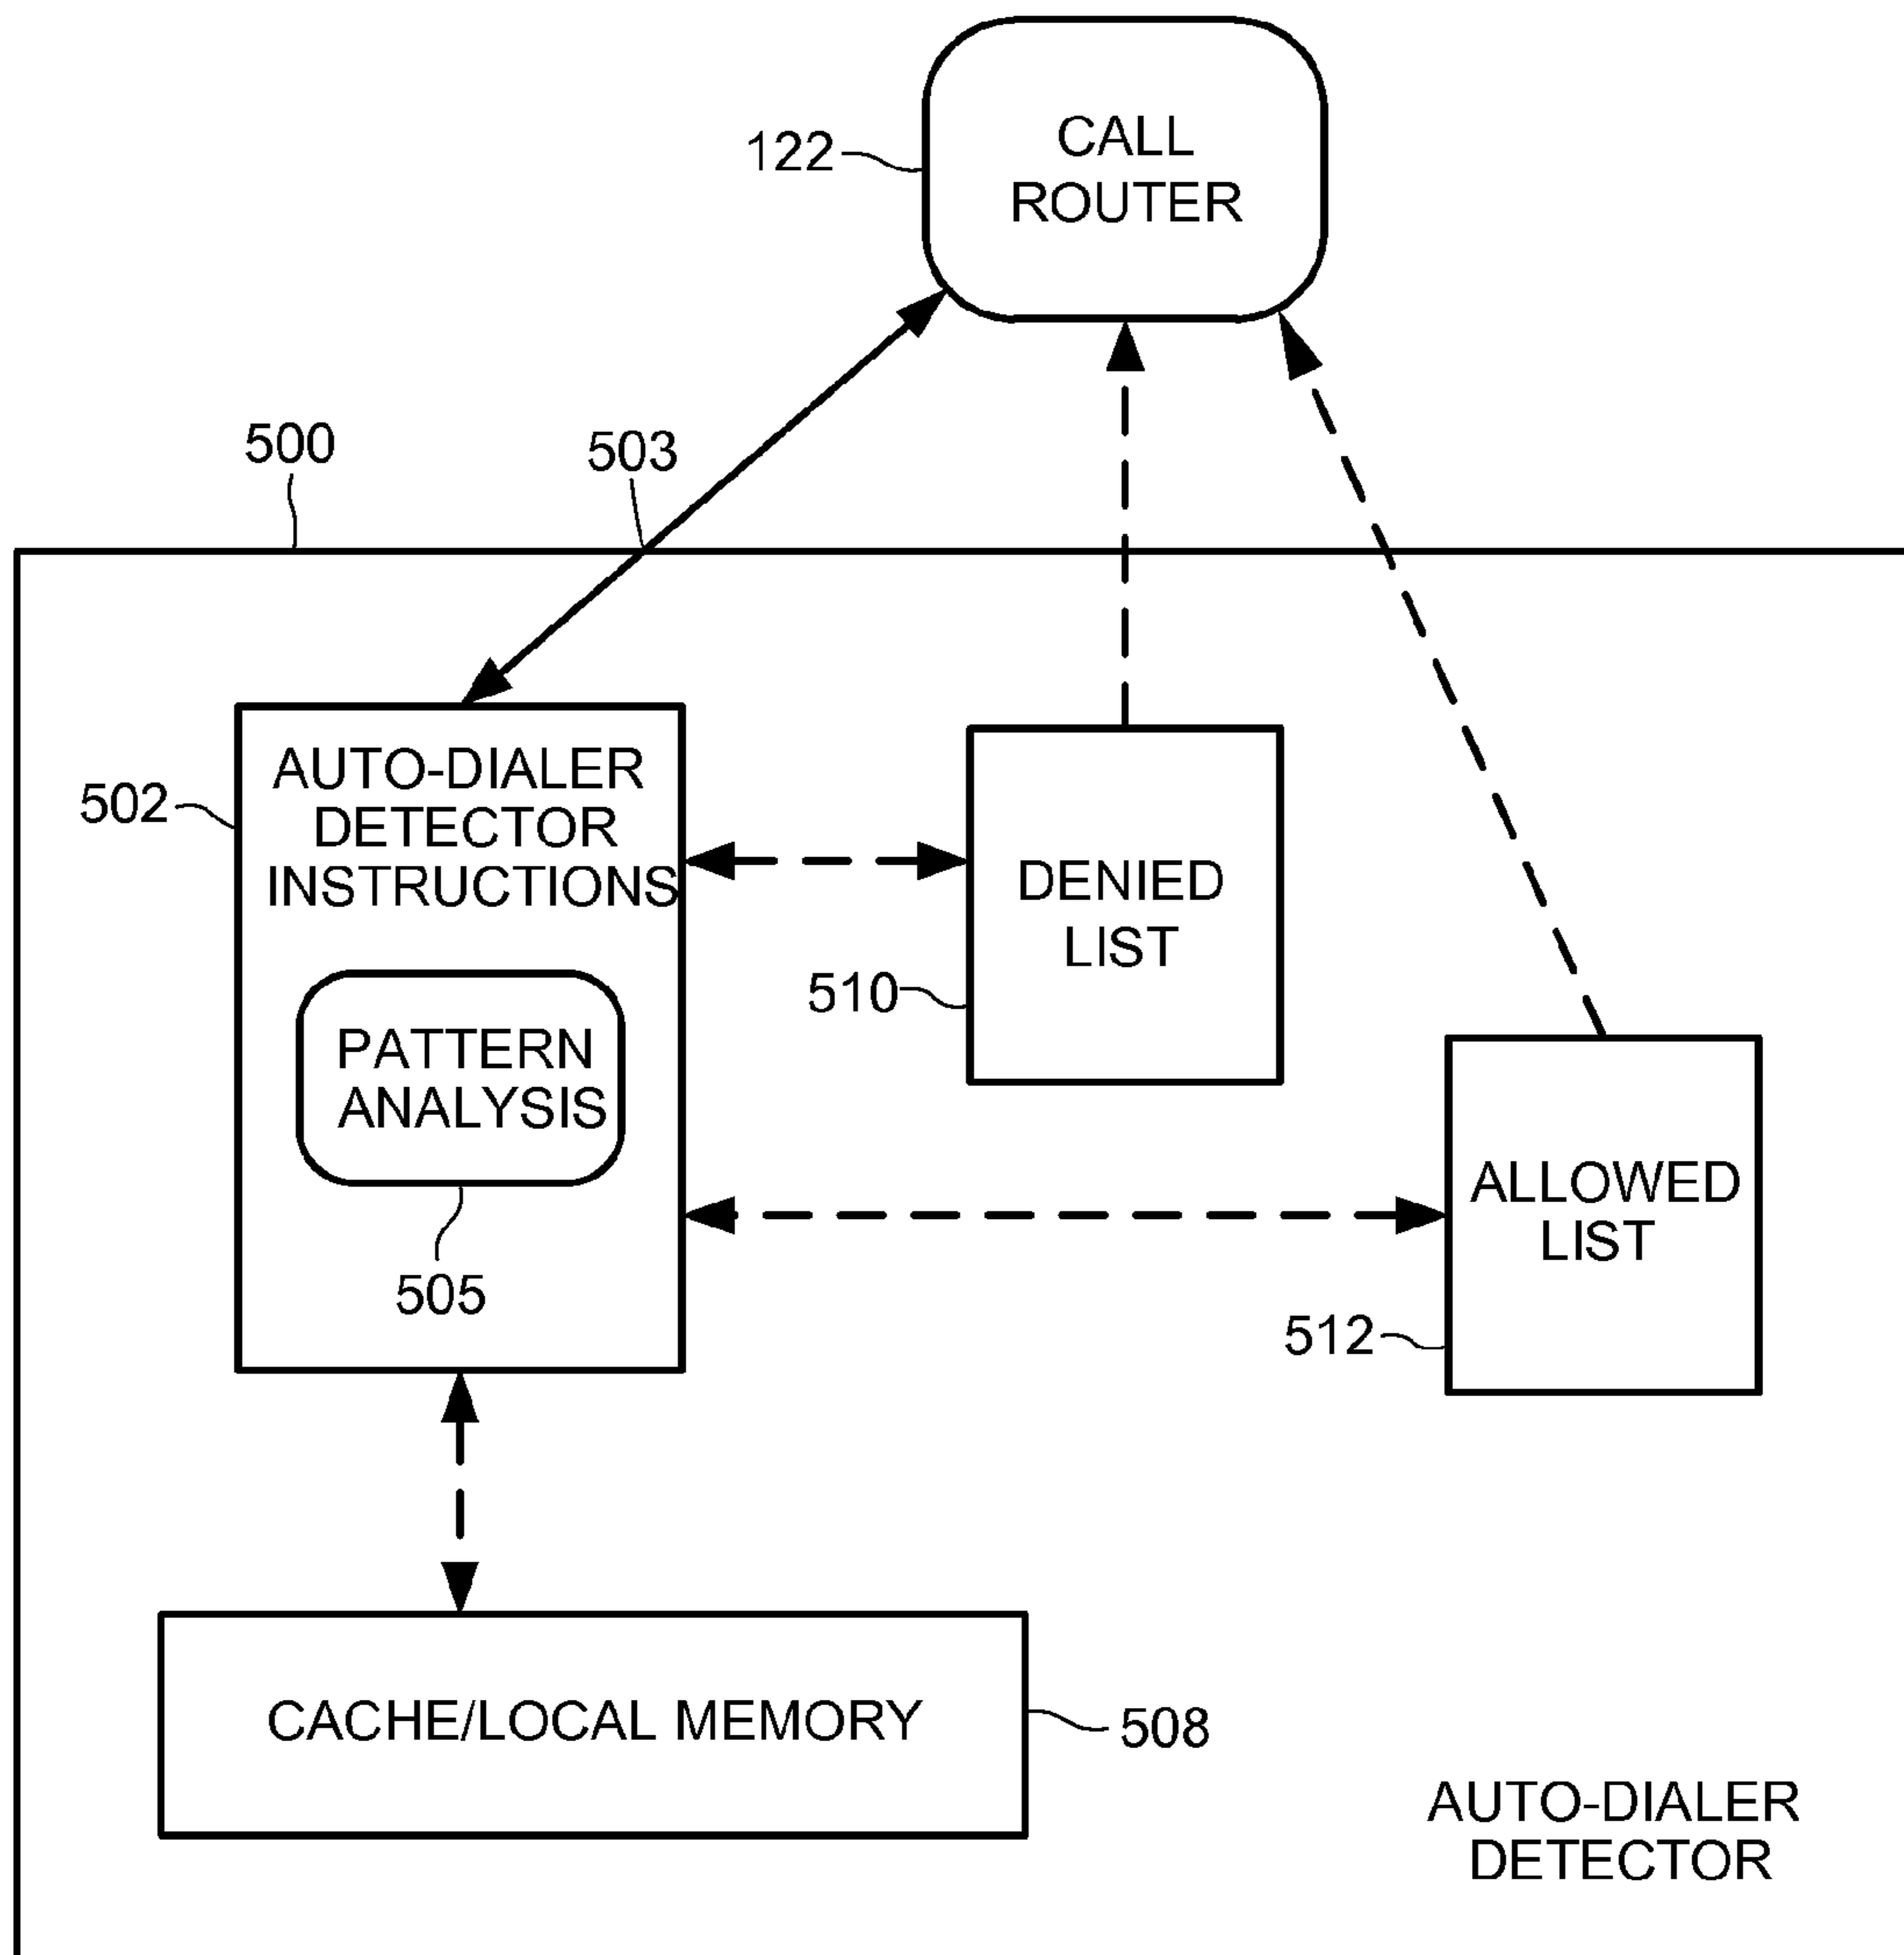 CALL
ROUTER
122
500
503
AUTO-DIALER
DETECTOR
INSTRUCTIONS
502
DENIED
LIST
510
PATTERN
ANALYSIS
505
ALLOWED
LIST
512
CACHE/LOCAL MEMORY
508
AUTO-DIALER
DETECTOR